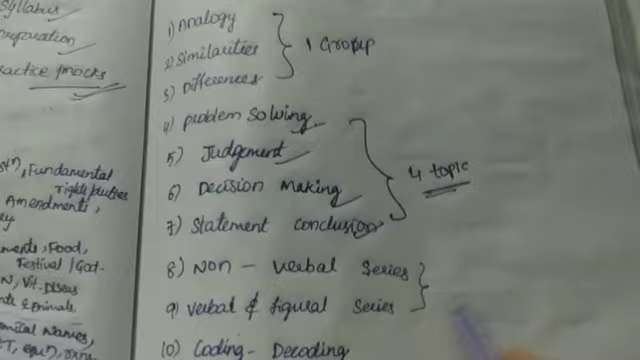 Syllabus
Preparation
Practice mocks
Fundamental
rights/duties
Amendments,
Food,
Festival / God-
N, Vit. Diseas
& Animals
Names,
1) Analogy
2) Similarities
3) Differences
1 Group
4) Problem Solving
5) Judgement
6) Decision Making
7) Statement Conclusion
4 topic
8) Non - Verbal Series
9) Verbal & figural Series
10) Coding - Decoding